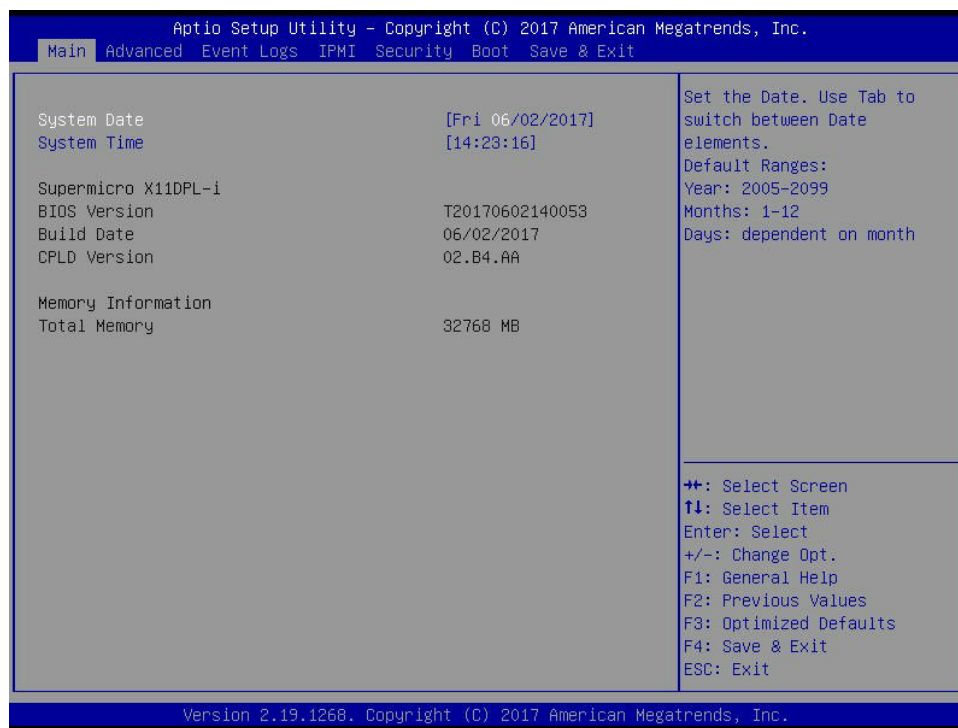 Aptio Setup Utility – Copyright (C) 2017 American Megatrends, Inc.
Main Advanced Event Logs IPMI Security Boot Save & Exit
System Date [Fri 06/02/2017]
System Time [14:23:16]
Supermicro X11DPL-i
BIOS Version T20170602140053
Build Date 06/02/2017
CPLD Version 02.B4.AA
Memory Information
Total Memory 32768 MB
Set the Date. Use Tab to
switch between Date
elements.
Default Ranges:
Year: 2005-2099
Months: 1-12
Days: dependent on month
→←: Select Screen
↑↓: Select Item
Enter: Select
+/-: Change Opt.
F1: General Help
F2: Previous Values
F3: Optimized Defaults
F4: Save & Exit
ESC: Exit
Version 2.19.1268. Copyright (C) 2017 American Megatrends, Inc.